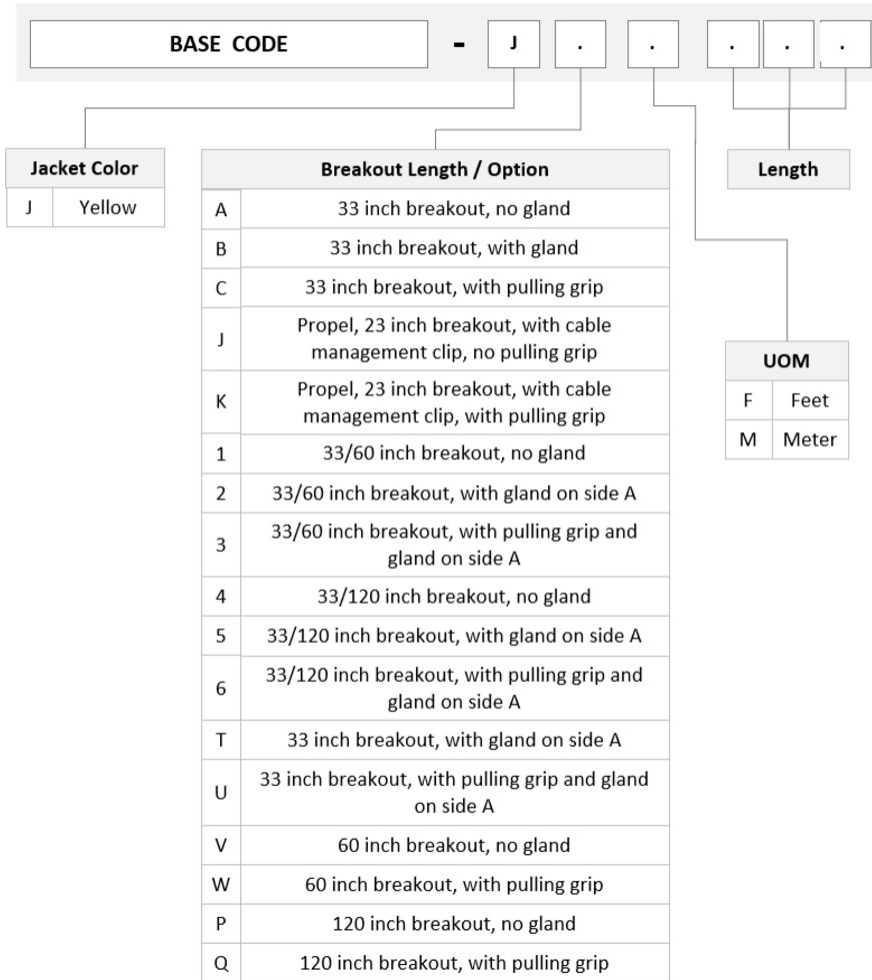 BASE CODE - J . . . . .
Jacket Color
J Yellow
Breakout Length / Option
A 33 inch breakout, no gland
B 33 inch breakout, with gland
C 33 inch breakout, with pulling grip
J Propel, 23 inch breakout, with cable
management clip, no pulling grip
K Propel, 23 inch breakout, with cable
management clip, with pulling grip
1 33/60 inch breakout, no gland
2 33/60 inch breakout, with gland on side A
3 33/60 inch breakout, with pulling grip and
gland on side A
4 33/120 inch breakout, no gland
5 33/120 inch breakout, with gland on side A
6 33/120 inch breakout, with pulling grip and
gland on side A
T 33 inch breakout, with gland on side A
U 33 inch breakout, with pulling grip and gland
on side A
V 60 inch breakout, no gland
W 60 inch breakout, with pulling grip
P 120 inch breakout, no gland
Q 120 inch breakout, with pulling grip
Length
UOM
F Feet
M Meter